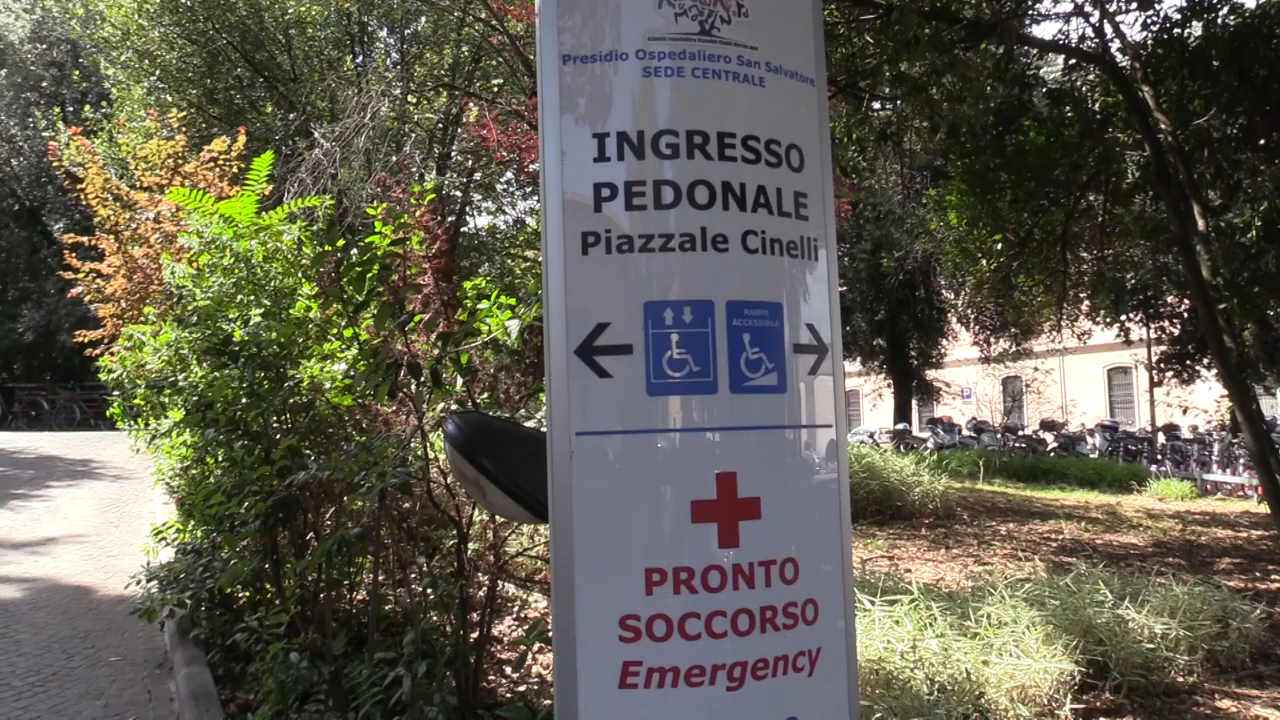 Presidio Ospedaliero San Salvatore
SEDE CENTRALE
INGRESSO
PEDONALE
Piazzale Cinelli
RAMPA
ACCESSIBILE
PRONTO
SOCCORSO
Emergency